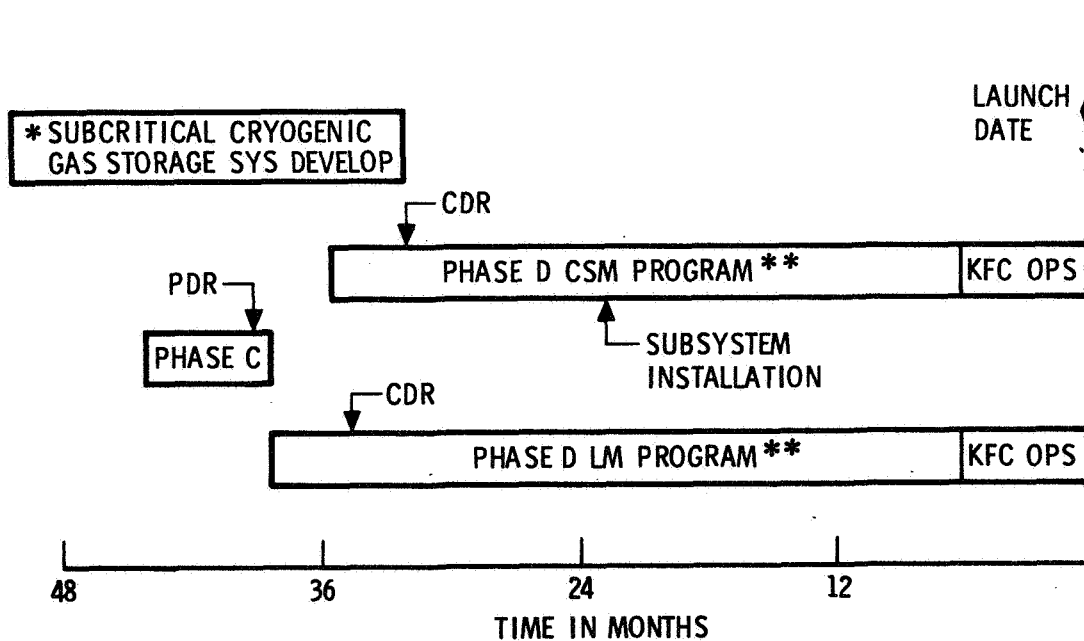 LAUNCH
DATE
* SUBCRITICAL CRYOGENIC
GAS STORAGE SYS DEVELOP
CDR
PHASE D CSM PROGRAM**
KFC OPS
PDR
SUBSYSTEM
INSTALLATION
PHASE C
CDR
PHASE D LM PROGRAM**
KFC OPS
48 36 24 12
TIME IN MONTHS